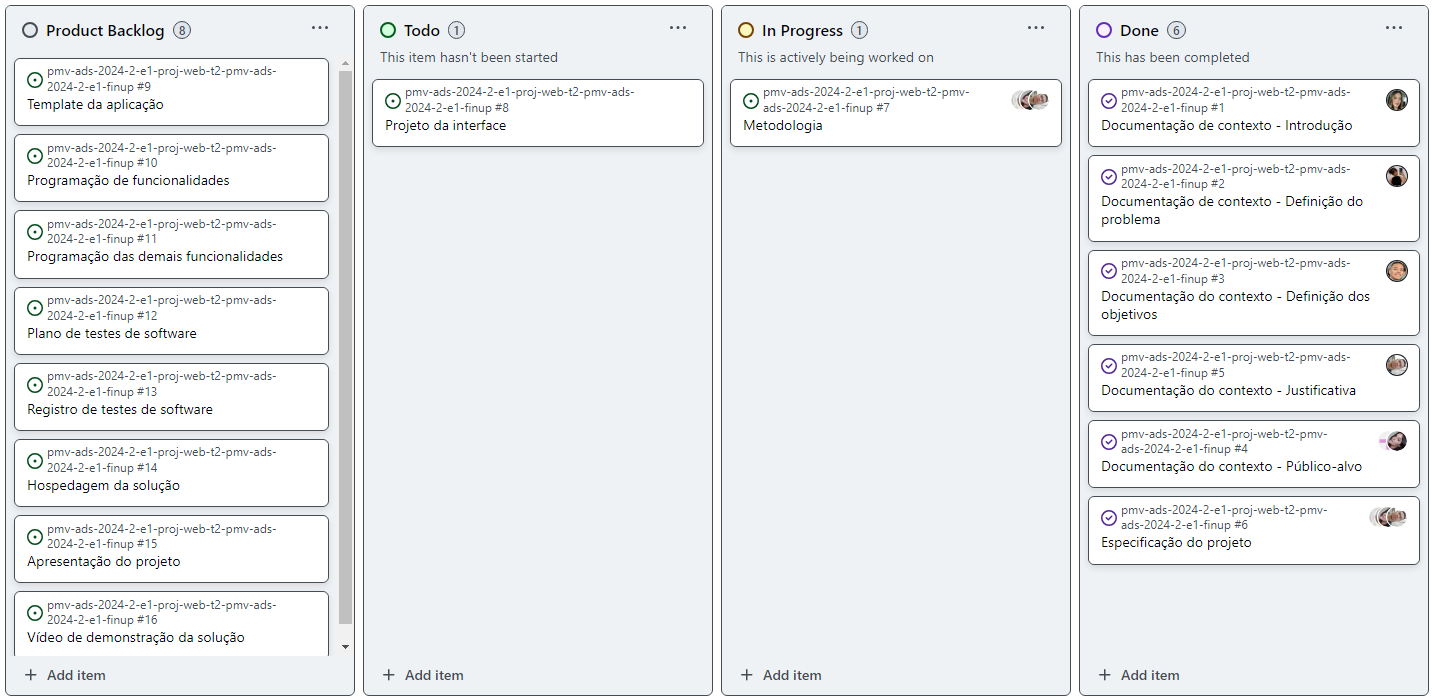 Product Backlog 8 ...
pmv-ads-2024-2-e1-proj-web-t2-pmv-ads-
2024-2-e1-finup #9
Template da aplicação
pmv-ads-2024-2-e1-proj-web-t2-pmv-ads-
2024-2-e1-finup #10
Programação de funcionalidades
pmv-ads-2024-2-e1-proj-web-t2-pmv-ads-
2024-2-e1-finup #11
Programação das demais funcionalidades
pmv-ads-2024-2-e1-proj-web-t2-pmv-ads-
2024-2-e1-finup #12
Plano de testes de software
pmv-ads-2024-2-e1-proj-web-t2-pmv-ads-
2024-2-e1-finup #13
Registro de testes de software
pmv-ads-2024-2-e1-proj-web-t2-pmv-ads-
2024-2-e1-finup #14
Hospedagem da solução
pmv-ads-2024-2-e1-proj-web-t2-pmv-ads-
2024-2-e1-finup #15
Apresentação do projeto
pmv-ads-2024-2-e1-proj-web-t2-pmv-ads-
2024-2-e1-finup #16
Vídeo de demonstração da solução
+ Add item
Todo 1 ...
This item hasn't been started
pmv-ads-2024-2-e1-proj-web-t2-pmv-ads-
2024-2-e1-finup #8
Projeto da interface
+ Add item
In Progress 1 ...
This is actively being worked on
pmv-ads-2024-2-e1-proj-web-t2-pmv-
ads-2024-2-e1-finup #7
Metodologia
+ Add item
Done 6 ...
This has been completed
pmv-ads-2024-2-e1-proj-web-t2-pmv-ads-
2024-2-e1-finup #1
Documentação de contexto - Introdução
pmv-ads-2024-2-e1-proj-web-t2-pmv-ads-
2024-2-e1-finup #2
Documentação de contexto - Definição do
problema
pmv-ads-2024-2-e1-proj-web-t2-pmv-ads-
2024-2-e1-finup #3
Documentação do contexto - Definição dos
objetivos
pmv-ads-2024-2-e1-proj-web-t2-pmv-ads-
2024-2-e1-finup #5
Documentação do contexto - Justificativa
pmv-ads-2024-2-e1-proj-web-t2-pmv-
ads-2024-2-e1-finup #4
Documentação do contexto - Público-alvo
pmv-ads-2024-2-e1-proj-web-t2-pmv-
ads-2024-2-e1-finup #6
Especificação do projeto
+ Add item